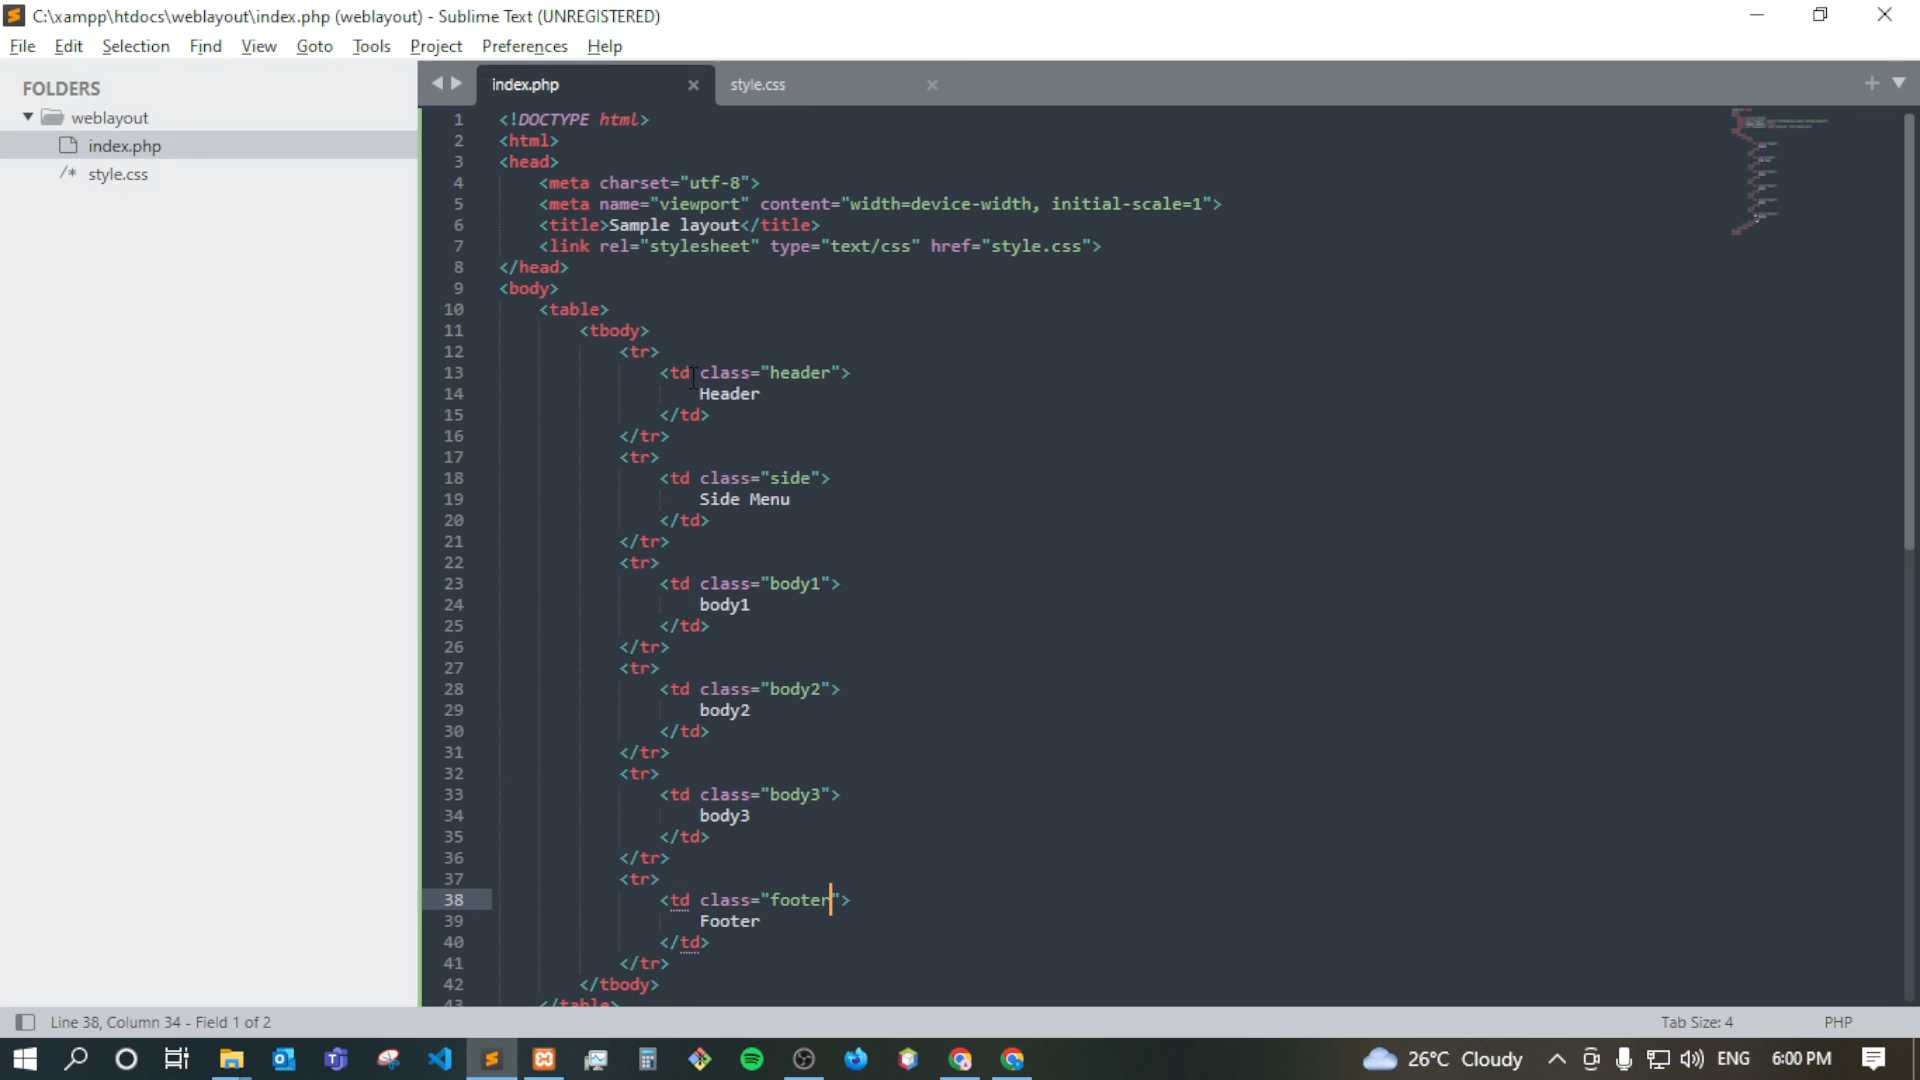 C:\xampp\htdocs\weblayout\index.php (weblayout) - Sublime Text (UNREGISTERED)
File Edit Selection Find View Goto Tools Project Preferences Help
FOLDERS
weblayout
index.php
/* style.css
index.php style.css
1 <!DOCTYPE html>
2 <html>
3 <head>
4 <meta charset="utf-8">
5 <meta name="viewport" content="width=device-width, initial-scale=1">
6 <title>Sample layout</title>
7 <link rel="stylesheet" type="text/css" href="style.css">
8 </head>
9 <body>
10 <table>
11 <tbody>
12 <tr>
13 <td class="header">
14 Header
15 </td>
16 </tr>
17 <tr>
18 <td class="side">
19 Side Menu
20 </td>
21 </tr>
22 <tr>
23 <td class="body1">
24 body1
25 </td>
26 </tr>
27 <tr>
28 <td class="body2">
29 body2
30 </td>
31 </tr>
32 <tr>
33 <td class="body3">
34 body3
35 </td>
36 </tr>
37 <tr>
38 <td class="footer">
39 Footer
40 </td>
41 </tr>
42 </tbody>
43 </table>
Line 38, Column 34 - Field 1 of 2 Tab Size: 4 PHP
26°C Cloudy ENG 6:00 PM